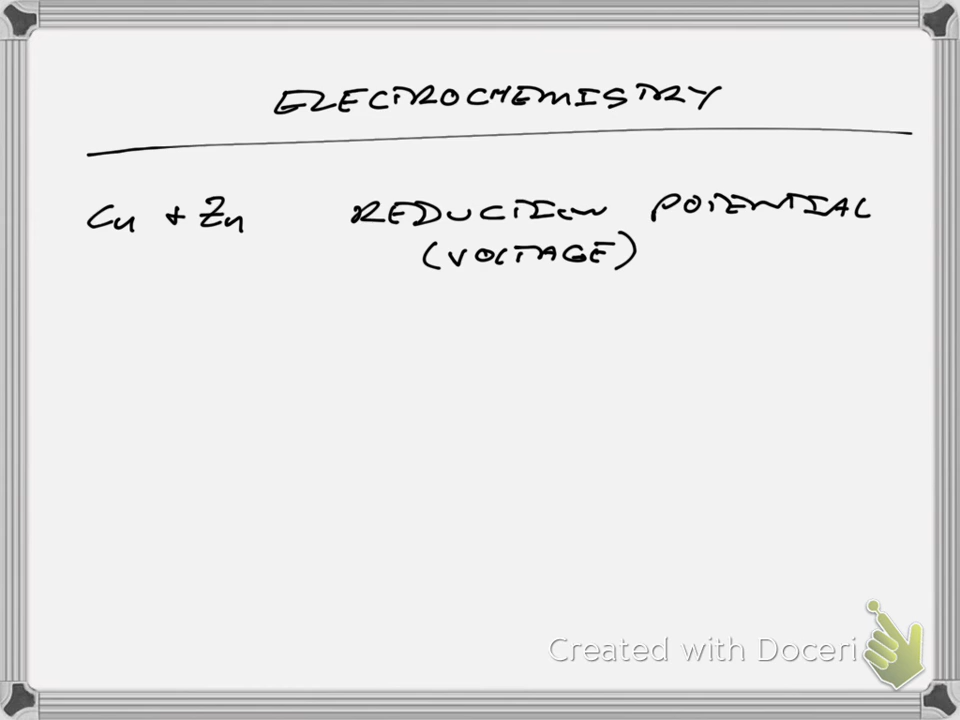 ELECTROCHEMISTRY
Cu + Zn REDUCTION POTENTIAL
(VOLTAGE)
Created with Doceri